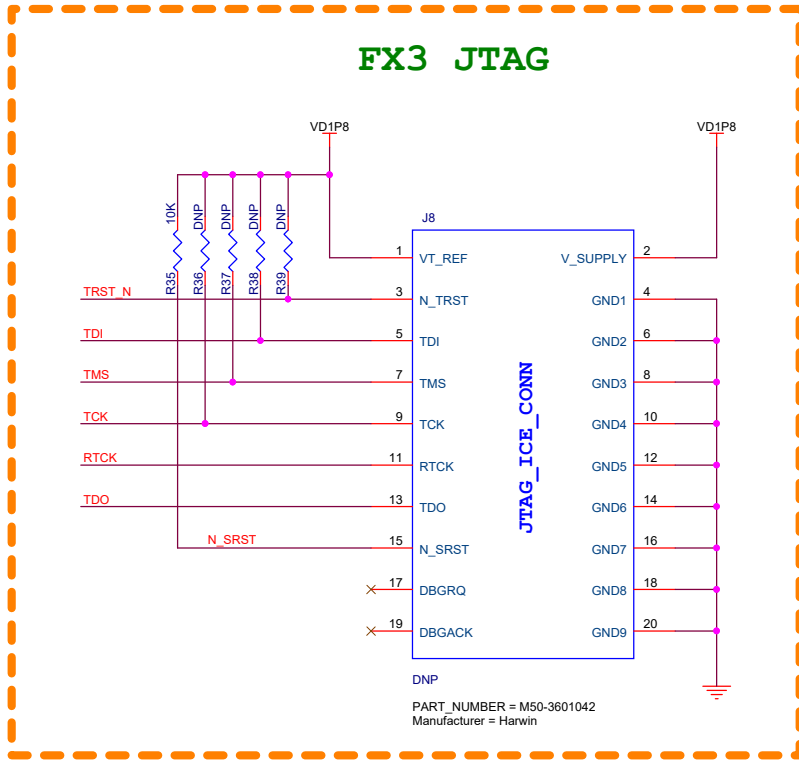 FX3 JTAG
VD1P8
VD1P8
10K
DNP
DNP
DNP
DNP
R35
R36
R37
R38
R39
J8
1
VT_REF
V_SUPPLY
2
TRST_N
3
N_TRST
GND1
4
TDI
5
TDI
GND2
6
TMS
7
TMS
GND3
8
TCK
9
TCK
GND4
10
RTCK
11
RTCK
GND5
12
TDO
13
TDO
GND6
14
N_SRST
15
N_SRST
GND7
16
17
DBGRQ
GND8
18
19
DBGACK
GND9
20
JTAG_ICE_CONN
DNP
PART_NUMBER = M50-3601042
Manufacturer = Harwin